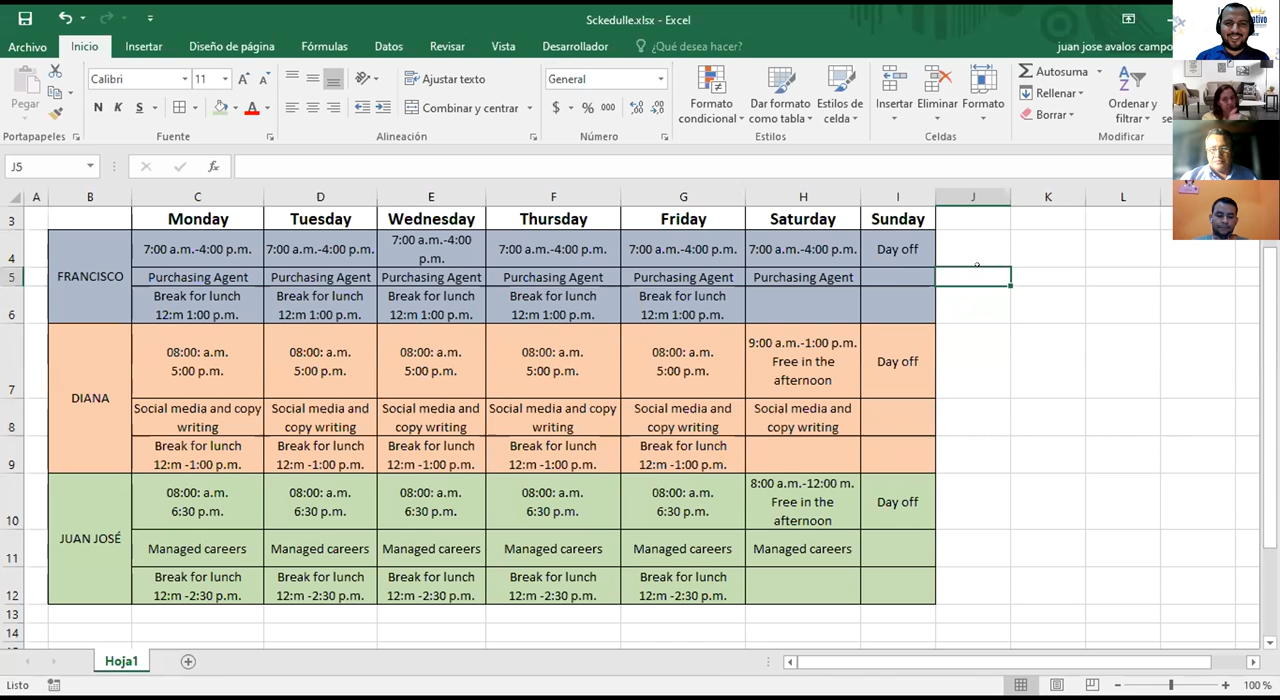 Sckedulle.xlsx - Excel
Archivo Inicio Insertar Diseño de página Fórmulas Datos Revisar Vista Desarrollador ¿Qué desea hacer? juan jose avalos campo
Pegar
Calibri 11
N K S
Ajustar texto
Combinar y centrar
General
$ % 000
Formato condicional
Dar formato como tabla
Estilos de celda
Insertar Eliminar Formato
Autosuma
Rellenar
Borrar
Ordenar y filtrar
Portapapeles Fuente Alineación Número Estilos Celdas Modificar
J5 fx
A B C D E F G H I J K L
3 Monday Tuesday Wednesday Thursday Friday Saturday Sunday
4 7:00 a.m.-4:00 p.m. 7:00 a.m.-4:00 p.m. 7:00 a.m.-4:00 p.m. 7:00 a.m.-4:00 p.m. 7:00 a.m.-4:00 p.m. 7:00 a.m.-4:00 p.m. Day off
FRANCISCO
5 Purchasing Agent Purchasing Agent Purchasing Agent Purchasing Agent Purchasing Agent Purchasing Agent
6 Break for lunch Break for lunch Break for lunch Break for lunch Break for lunch
12:m 1:00 p.m. 12:m 1:00 p.m. 12:m 1:00 p.m. 12:m 1:00 p.m. 12:m 1:00 p.m.
DIANA
7 08:00: a.m. 08:00: a.m. 08:00: a.m. 08:00: a.m. 08:00: a.m. 9:00 a.m.-1:00 p.m. Day off
5:00 p.m. 5:00 p.m. 5:00 p.m. 5:00 p.m. 5:00 p.m. Free in the afternoon
8 Social media and copy writing Social media and copy writing Social media and copy writing Social media and copy writing Social media and copy writing Social media and copy writing
9 Break for lunch Break for lunch Break for lunch Break for lunch Break for lunch
12:m -1:00 p.m. 12:m -1:00 p.m. 12:m -1:00 p.m. 12:m -1:00 p.m. 12:m -1:00 p.m.
JUAN JOSÉ
10 08:00: a.m. 08:00: a.m. 08:00: a.m. 08:00: a.m. 08:00: a.m. 8:00 a.m.-12:00 m. Day off
6:30 p.m. 6:30 p.m. 6:30 p.m. 6:30 p.m. 6:30 p.m. Free in the afternoon
11 Managed careers Managed careers Managed careers Managed careers Managed careers Managed careers
12 Break for lunch Break for lunch Break for lunch Break for lunch Break for lunch
12:m -2:30 p.m. 12:m -2:30 p.m. 12:m -2:30 p.m. 12:m -2:30 p.m. 12:m -2:30 p.m.
13
14
Hoja1
Listo 100 %